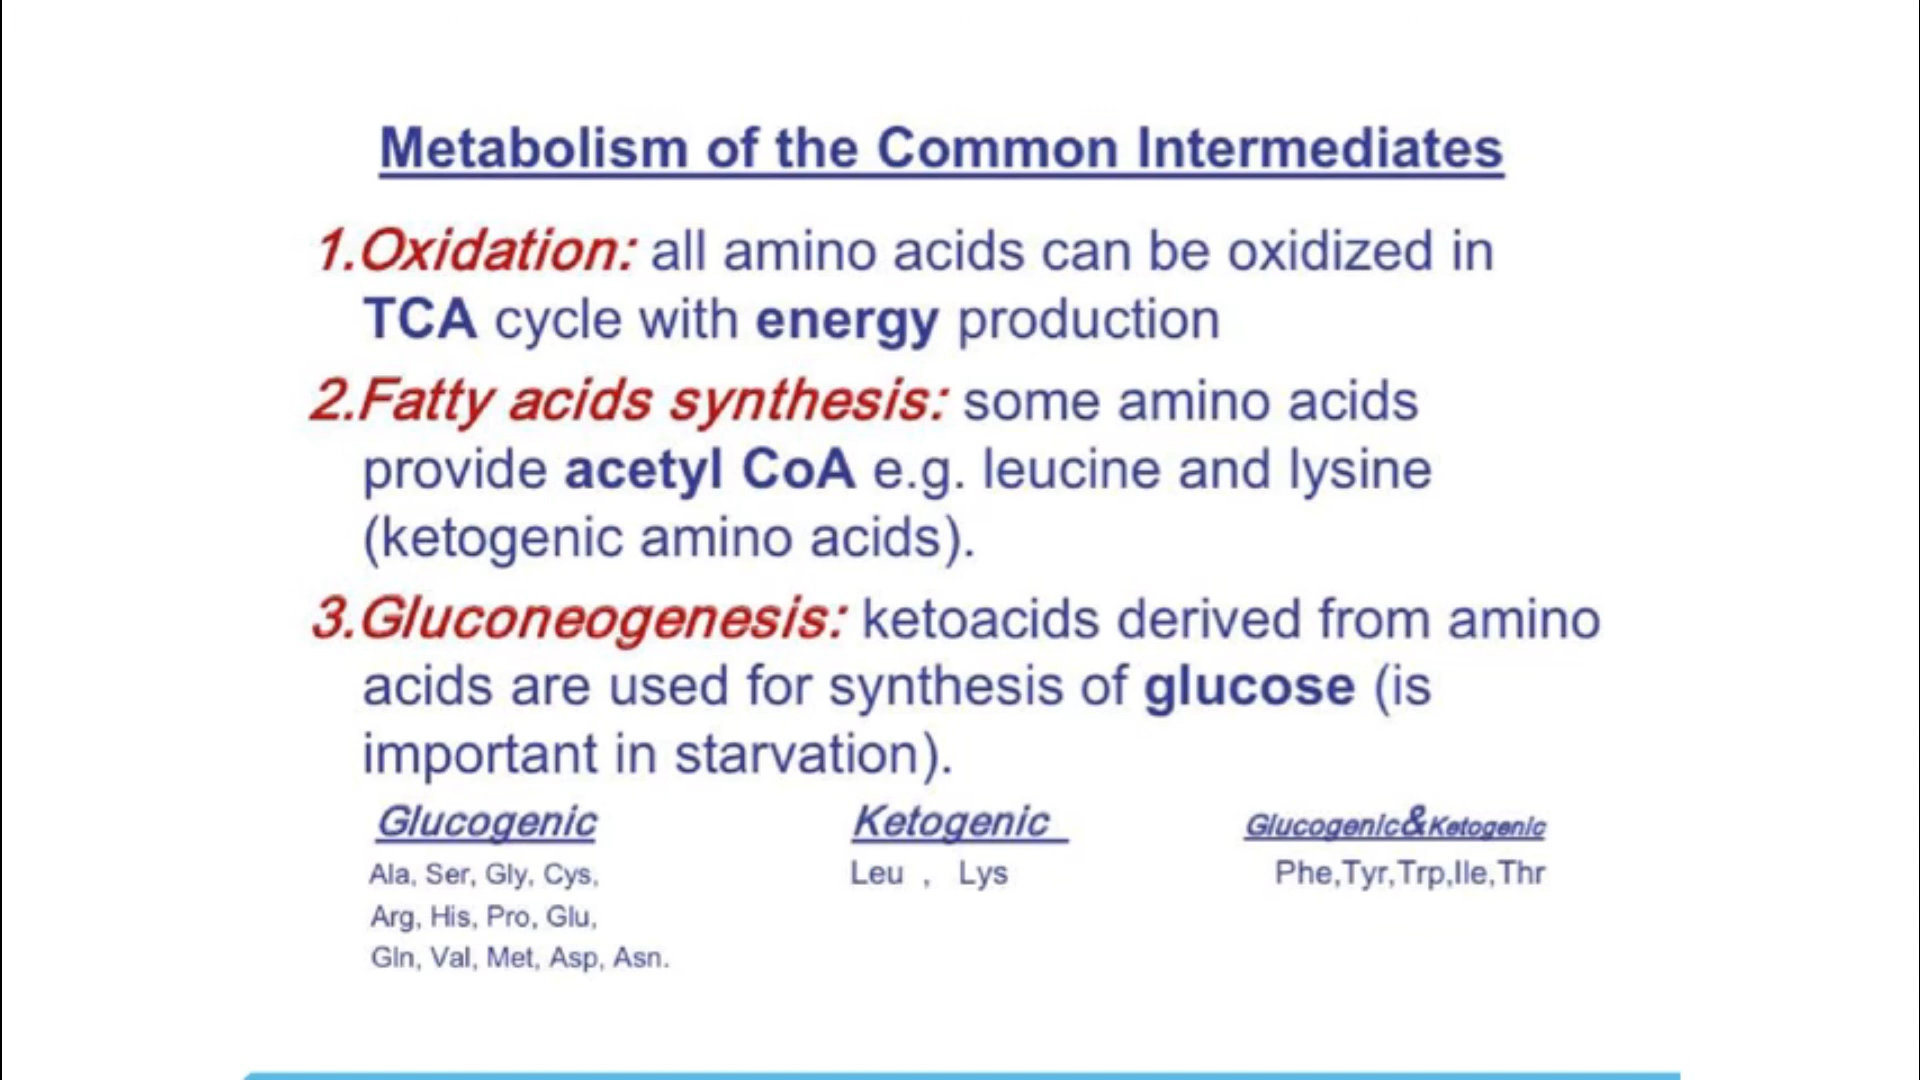 Metabolism of the Common Intermediates
1.Oxidation: all amino acids can be oxidized in
TCA cycle with energy production
2.Fatty acids synthesis: some amino acids
provide acetyl CoA e.g. leucine and lysine
(ketogenic amino acids).
3.Gluconeogenesis: ketoacids derived from amino
acids are used for synthesis of glucose (is
important in starvation).
Glucogenic Ketogenic Glucogenic&Ketogenic
Ala, Ser, Gly, Cys, Leu , Lys Phe,Tyr,Trp,Ile,Thr
Arg, His, Pro, Glu,
Gln, Val, Met, Asp, Asn.